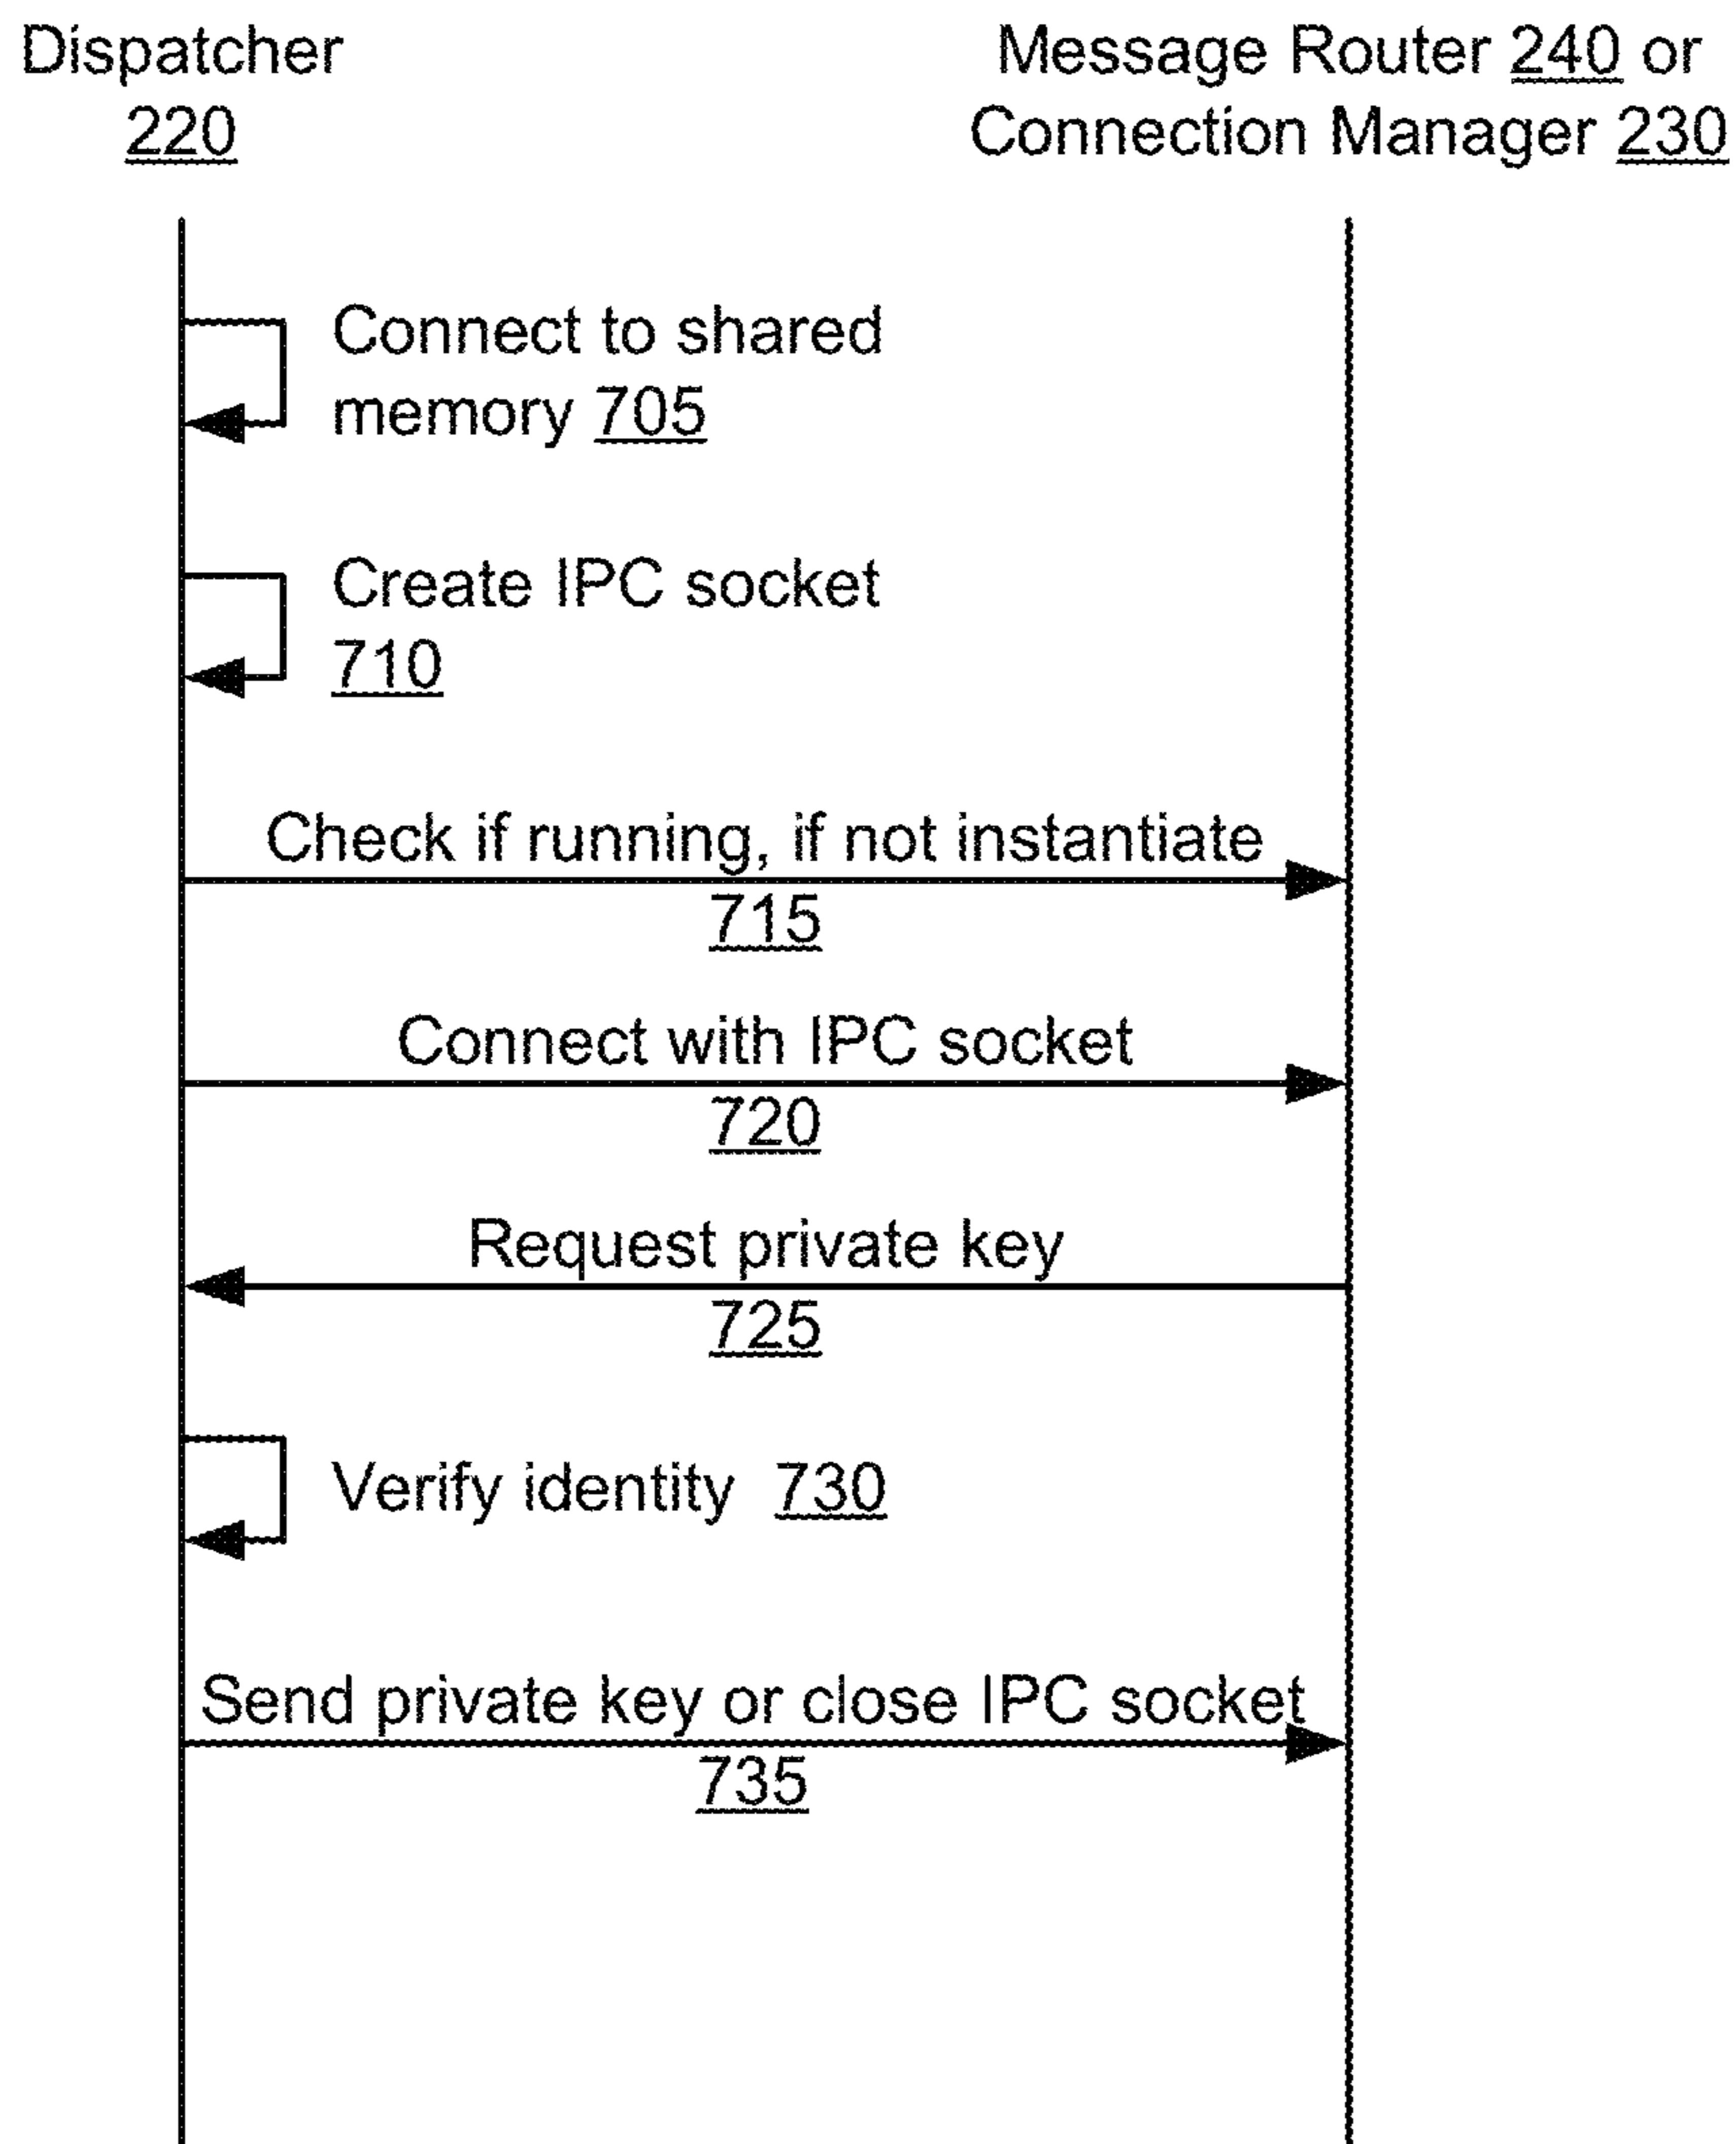 Dispatcher
220
Message Router 240 or
Connection Manager 230
Connect to shared
memory 705
Create IPC socket
710
Check if running, if not instantiate
715
Connect with IPC socket
720
Request private key
725
Verify identity 730
Send private key or close IPC socket
735